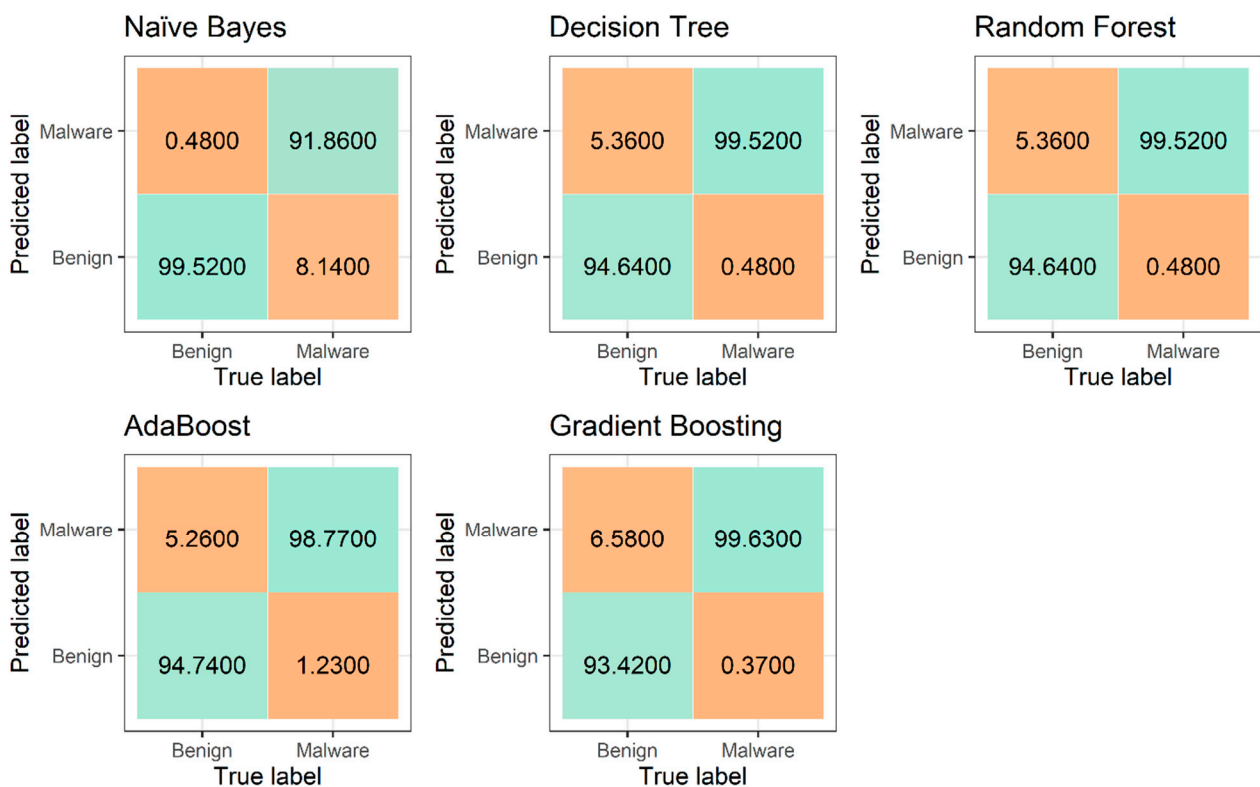 Naïve Bayes
Predicted label
Malware
0.4800 91.8600
Benign
99.5200 8.1400
Benign Malware
True label
Decision Tree
Predicted label
Malware
5.3600 99.5200
Benign
94.6400 0.4800
Benign Malware
True label
Random Forest
Predicted label
Malware
5.3600 99.5200
Benign
94.6400 0.4800
Benign Malware
True label
AdaBoost
Predicted label
Malware
5.2600 98.7700
Benign
94.7400 1.2300
Benign Malware
True label
Gradient Boosting
Predicted label
Malware
6.5800 99.6300
Benign
93.4200 0.3700
Benign Malware
True label